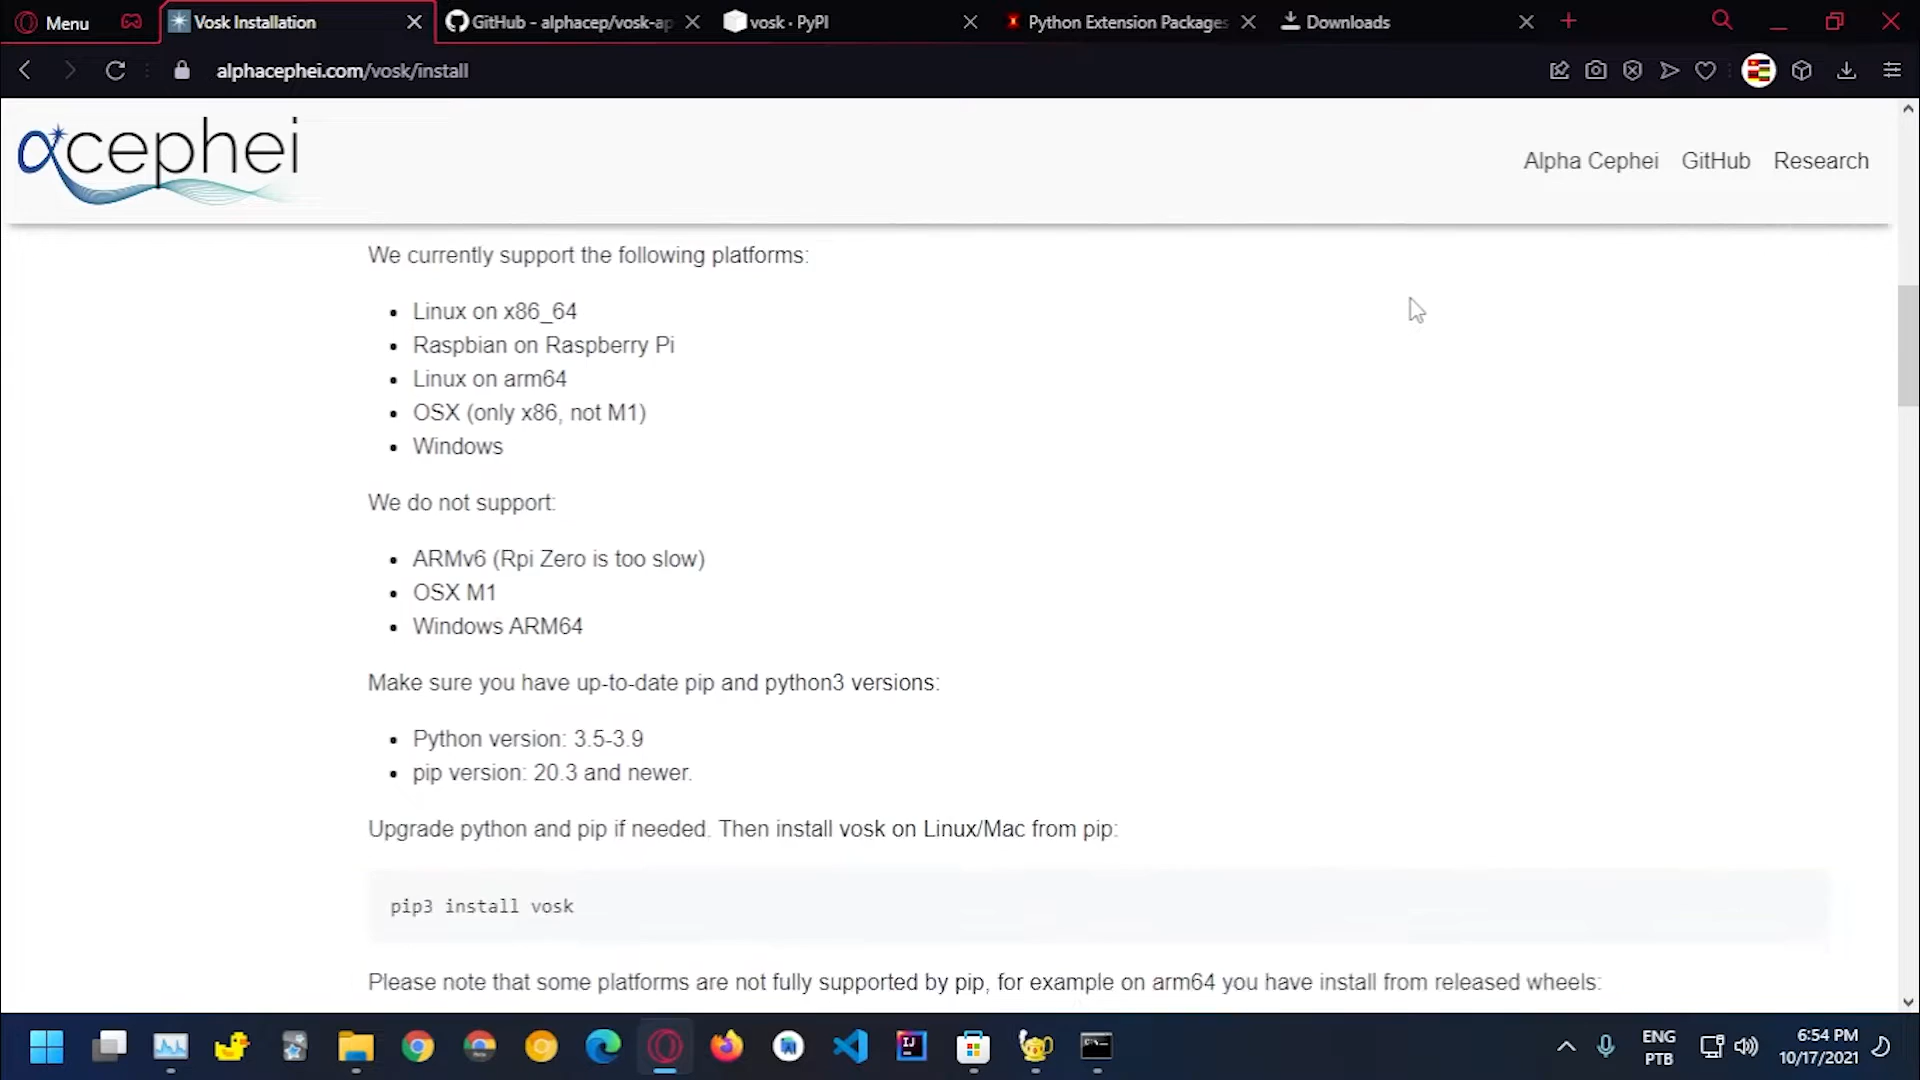 Menu
Vosk Installation
GitHub - alphacep/vosk-ap
vosk · PyPI
Python Extension Packages
Downloads
alphacephei.com/vosk/install
αcephei
Alpha Cephei
GitHub
Research
We currently support the following platforms:
Linux on x86_64
Raspbian on Raspberry Pi
Linux on arm64
OSX (only x86, not M1)
Windows
We do not support:
ARMv6 (Rpi Zero is too slow)
OSX M1
Windows ARM64
Make sure you have up-to-date pip and python3 versions:
Python version: 3.5-3.9
pip version: 20.3 and newer.
Upgrade python and pip if needed. Then install vosk on Linux/Mac from pip:
pip3 install vosk
Please note that some platforms are not fully supported by pip, for example on arm64 you have install from released wheels:
ENG
PTB
6:54 PM
10/17/2021